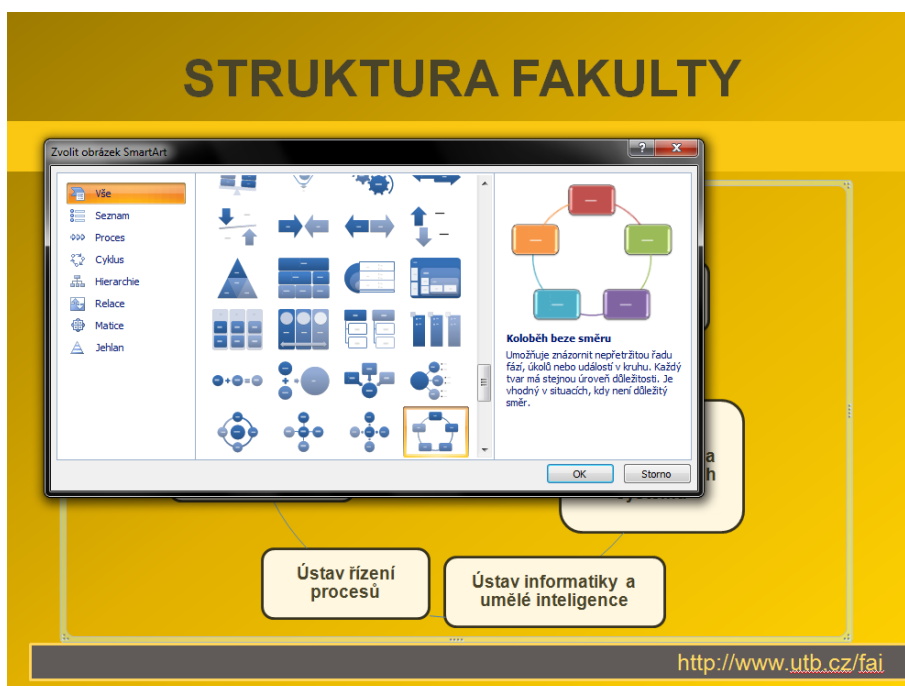 STRUKTURA FAKULTY
Zvolit obrázek SmartArt
Vše
Seznam
Proces
Cyklus
Hierarchie
Relace
Matice
Jehlan
Koloběh beze směru
Umožňuje znázornit nepřetržitou řadu
fází, úkolů nebo událostí v kruhu. Každý
tvar má stejnou úroveň důležitosti. Je
vhodný v situacích, kdy není důležitý
směr.
OK
Storno
a
h
Ústav řízení
procesů
Ústav informatiky a
umělé inteligence
http://www.utb.cz/fai